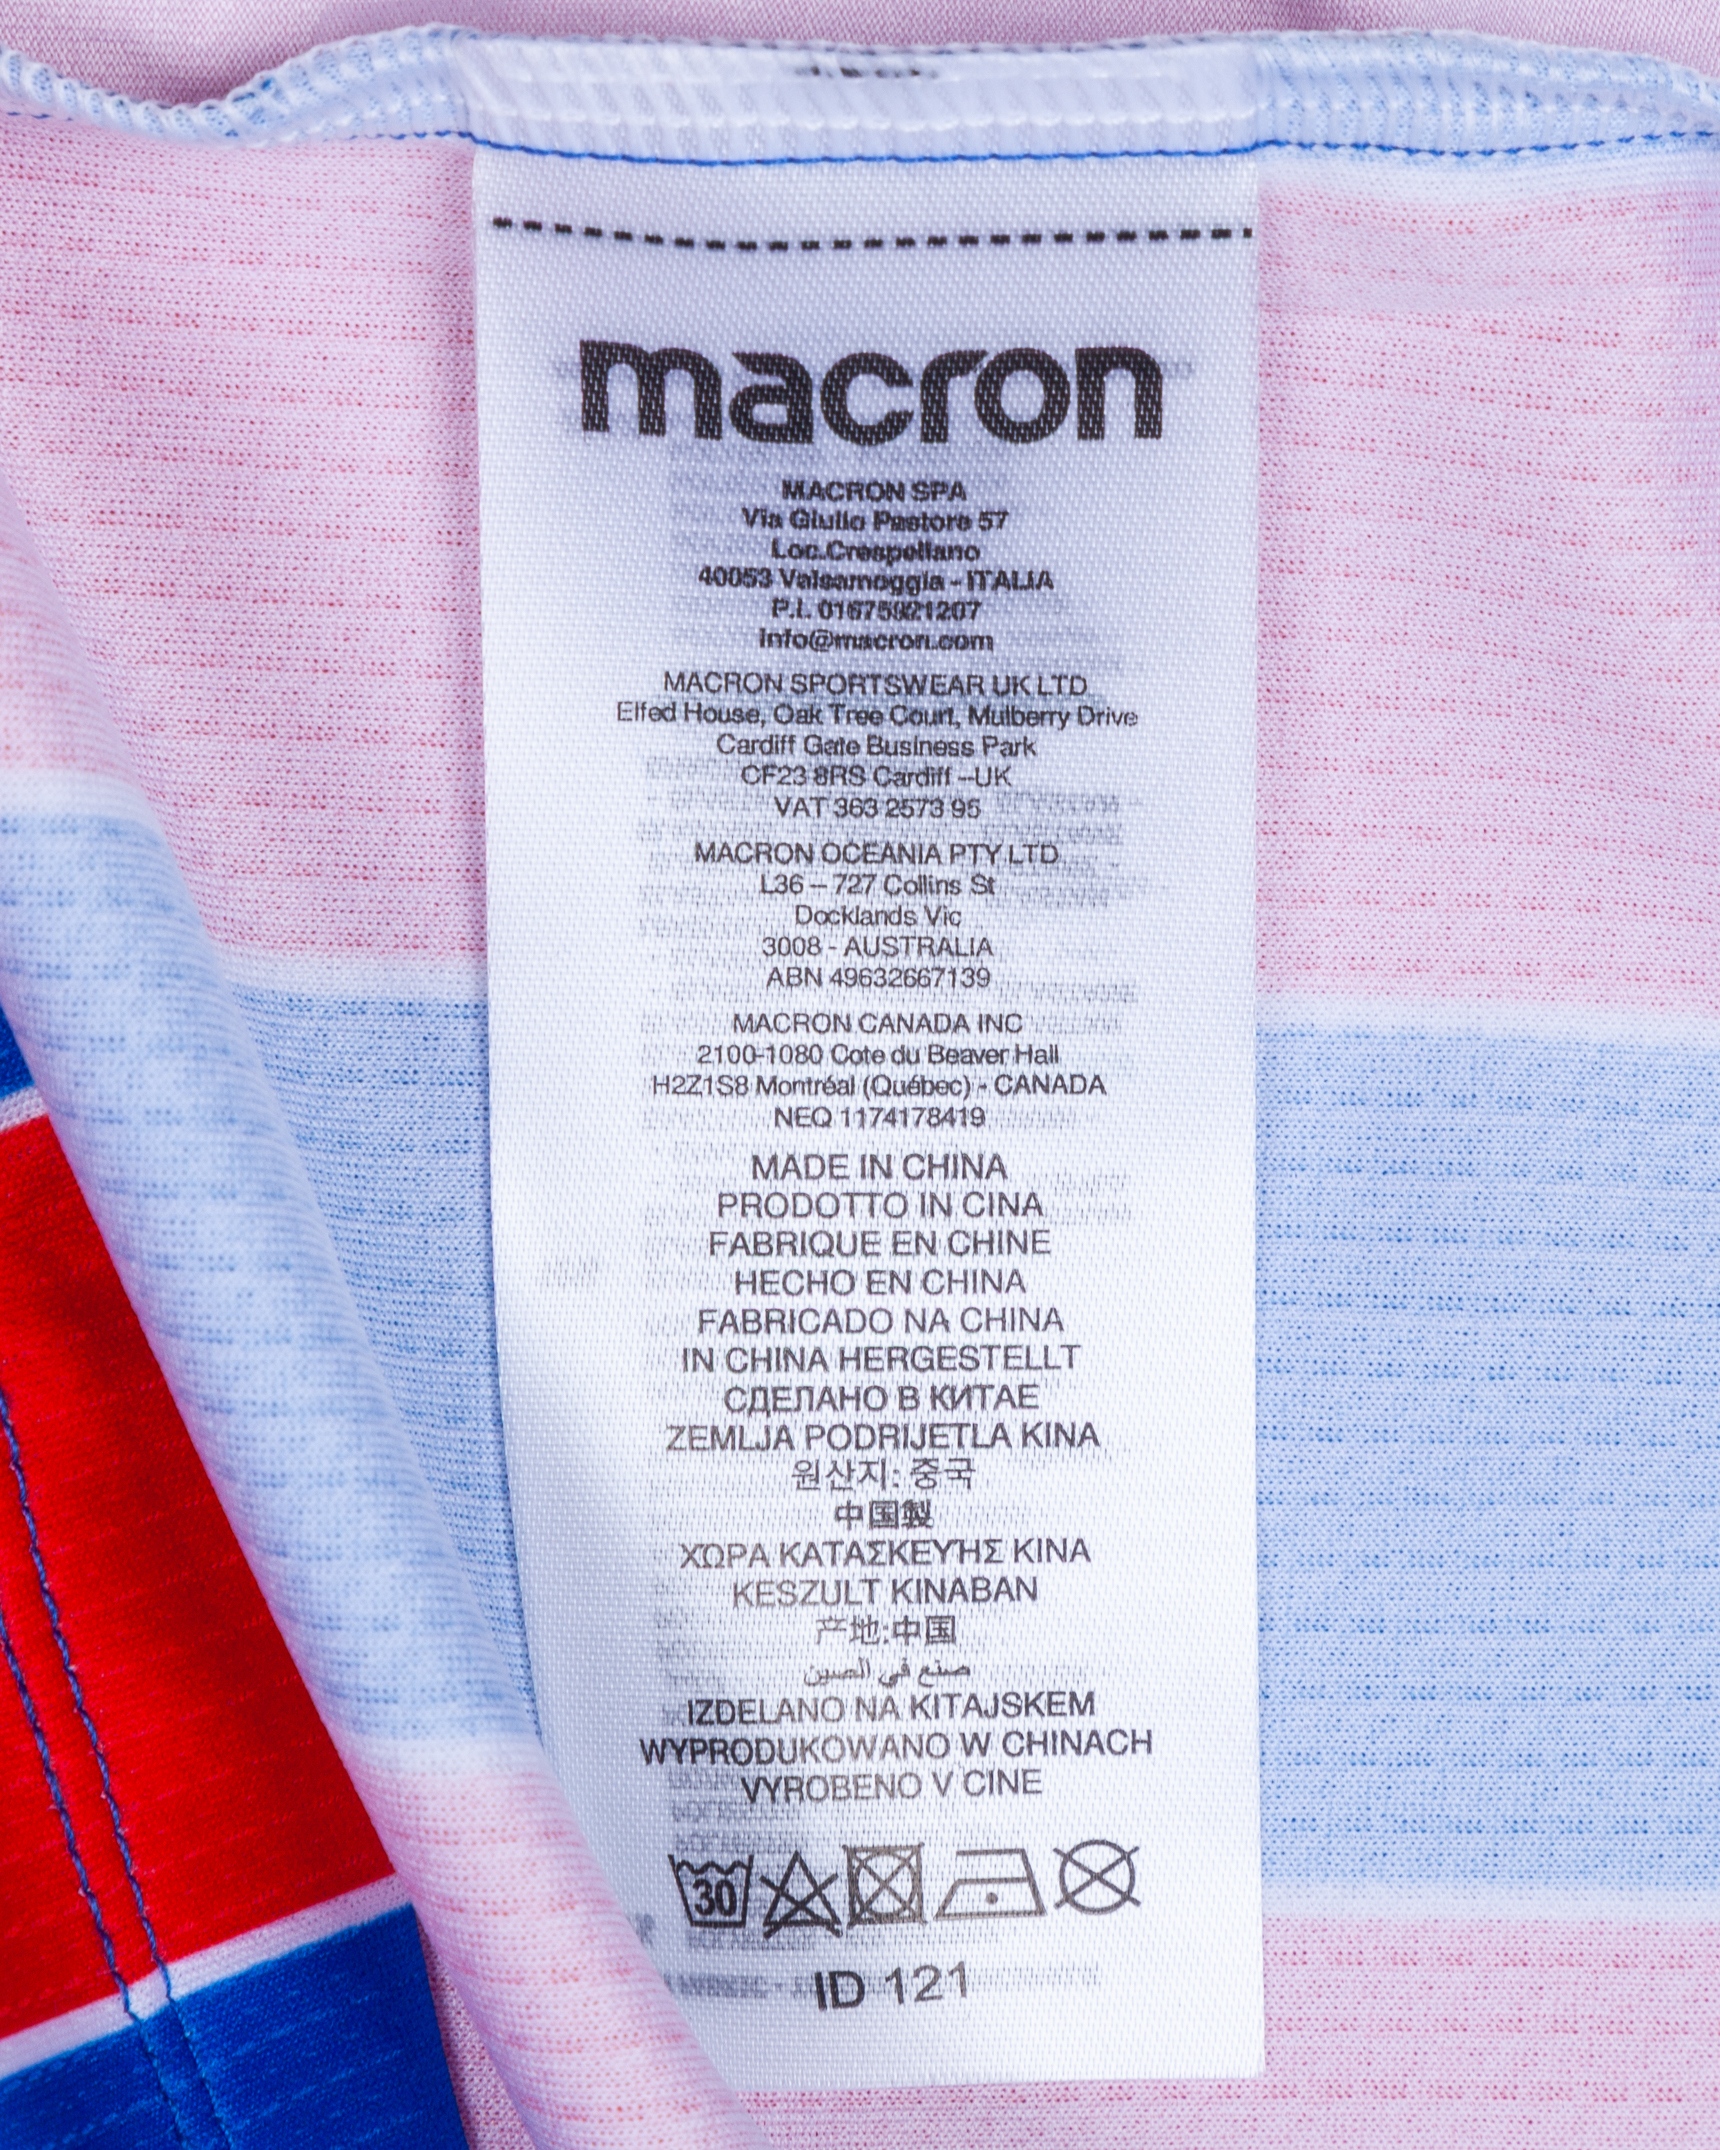 macron
MACRON SPA
Via Giulio Pastore 57
Loc.Crespellano
40053 Valsamoggia - ITALIA
P.I. 01675921207
info@macron.com
MACRON SPORTSWEAR UK LTD
Elfed House, Oak Tree Court, Mulberry Drive
Cardiff Gate Business Park
CF23 8RS Cardiff –UK
VAT 363 2573 95
MACRON OCEANIA PTY LTD
L36 – 727 Collins St
Docklands Vic
3008 - AUSTRALIA
ABN 49632667139
MACRON CANADA INC
2100-1080 Cote du Beaver Hall
H2Z1S8 Montréal (Québec) - CANADA
NEQ 1174178419
MADE IN CHINA
PRODOTTO IN CINA
FABRIQUE EN CHINE
HECHO EN CHINA
FABRICADO NA CHINA
IN CHINA HERGESTELLT
СДЕЛАНО В КИТАЕ
ZEMLJA PODRIJETLA KINA
원산지: 중국
中国製
ΧΩΡΑ ΚΑΤΑΣΚΕΥΉΣ ΚΙΝΑ
KESZULT KINABAN
产地:中国
صنع في الصين
IZDELANO NA KITAJSKEM
WYPRODUKOWANO W CHINACH
VYROBENO V CINE
30
ID 121